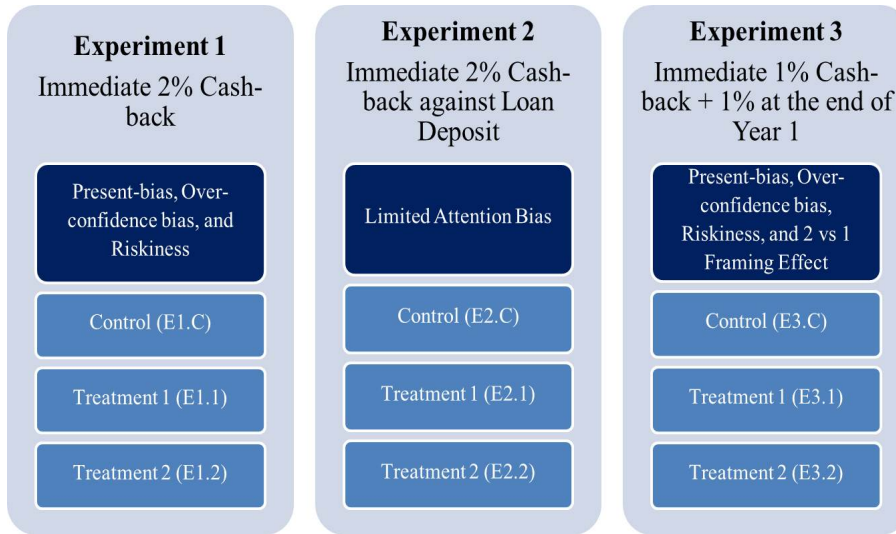 Experiment 1
Immediate 2% Cash-
back
Present-bias, Over-
confidence bias, and
Riskiness
Control (E1.C)
Treatment 1 (E1.1)
Treatment 2 (E1.2)
Experiment 2
Immediate 2% Cash-
back against Loan
Deposit
Limited Attention Bias
Control (E2.C)
Treatment 1 (E2.1)
Treatment 2 (E2.2)
Experiment 3
Immediate 1% Cash-
back + 1% at the end of
Year 1
Present-bias, Over-
confidence bias,
Riskiness, and 2 vs 1
Framing Effect
Control (E3.C)
Treatment 1 (E3.1)
Treatment 2 (E3.2)